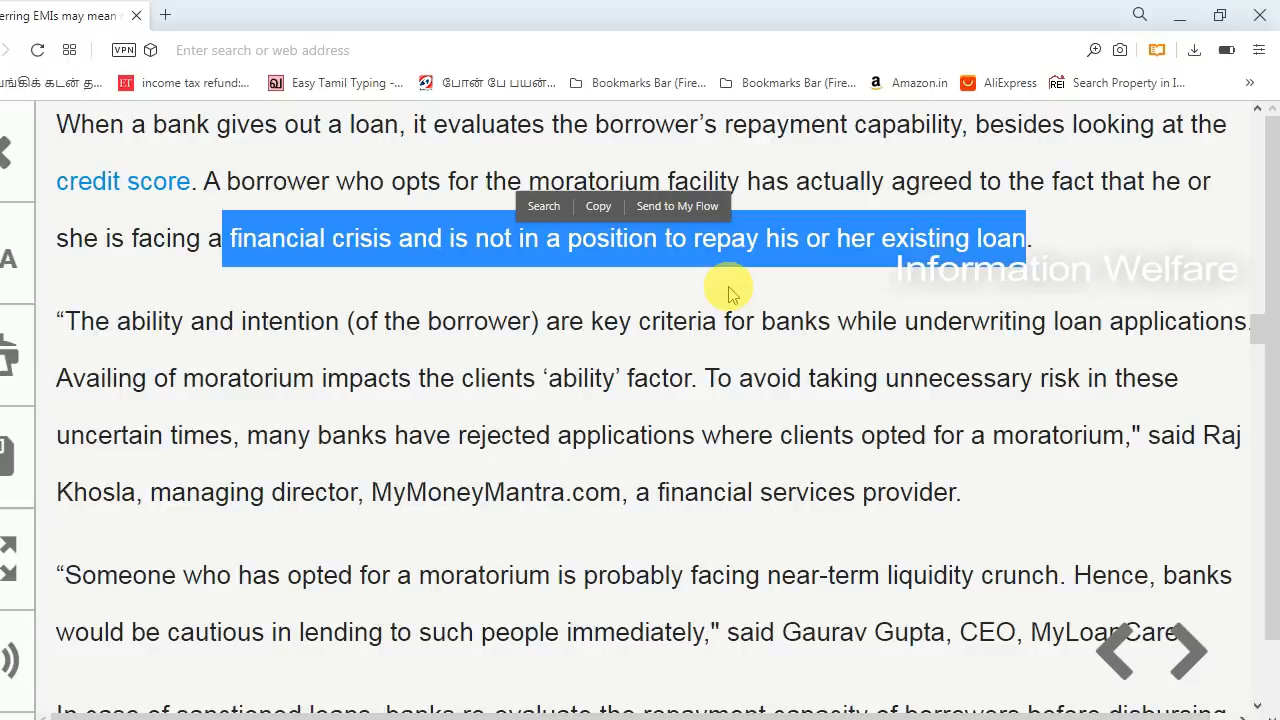 erring EMIs may mean
VPN Enter search or web address
income tax refund:... Easy Tamil Typing -... போன் பே பயன்... Bookmarks Bar (Fire... Bookmarks Bar (Fire... Amazon.in AliExpress Search Property in I...
When a bank gives out a loan, it evaluates the borrower’s repayment capability, besides looking at the
credit score. A borrower who opts for the moratorium facility has actually agreed to the fact that he or
Search Copy Send to My Flow
she is facing a financial crisis and is not in a position to repay his or her existing loan.
Information Welfare
“The ability and intention (of the borrower) are key criteria for banks while underwriting loan applications.
Availing of moratorium impacts the clients ‘ability’ factor. To avoid taking unnecessary risk in these
uncertain times, many banks have rejected applications where clients opted for a moratorium," said Raj
Khosla, managing director, MyMoneyMantra.com, a financial services provider.
“Someone who has opted for a moratorium is probably facing near-term liquidity crunch. Hence, banks
would be cautious in lending to such people immediately," said Gaurav Gupta, CEO, MyLoanCare
In case of sanctioned loans, banks re-evaluate the repayment capacity of borrowers before disbursing